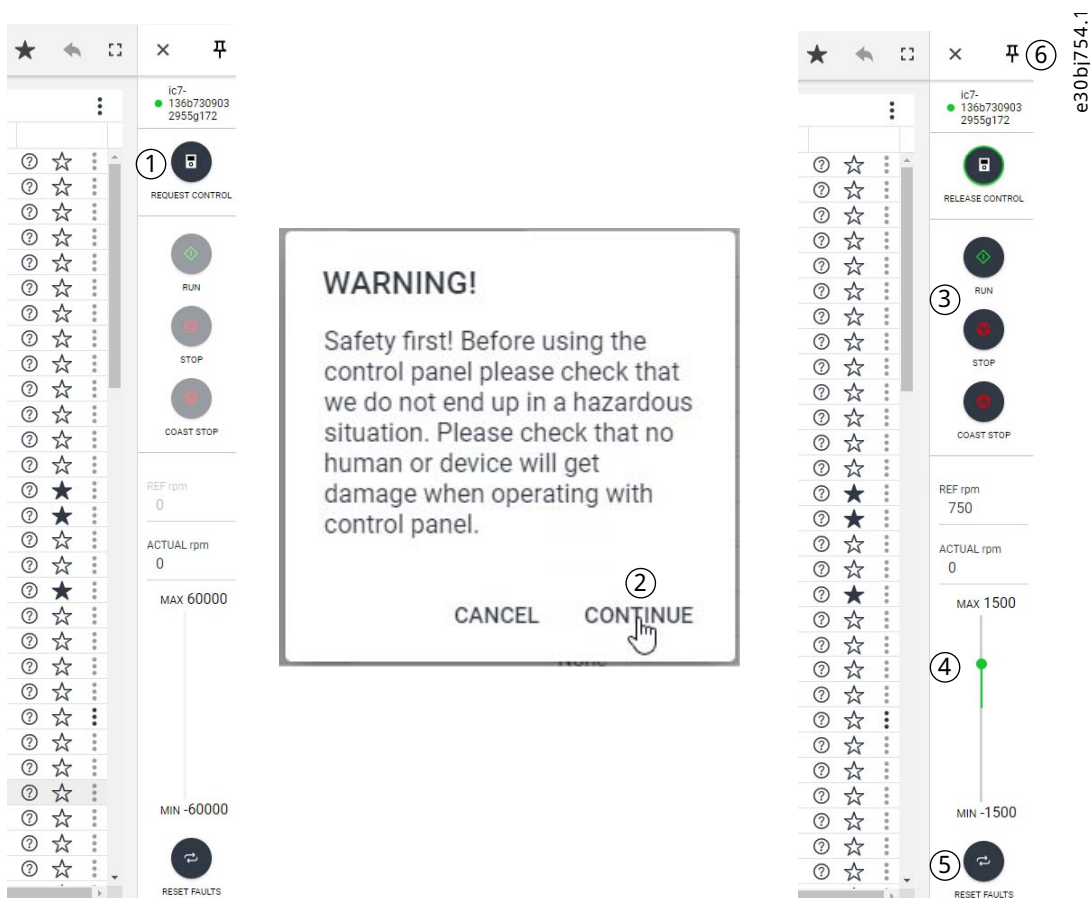 ic7-
136b730903
2955g172
1
REQUEST CONTROL
RUN
STOP
COAST STOP
REF rpm
0
ACTUAL rpm
0
MAX 60000
MIN -60000
RESET FAULTS
WARNING!
Safety first! Before using the
control panel please check that
we do not end up in a hazardous
situation. Please check that no
human or device will get
damage when operating with
control panel.
2
CANCEL CONTINUE
None
6
ic7-
136b730903
2955g172
RELEASE CONTROL
RUN
3
STOP
COAST STOP
REF rpm
750
ACTUAL rpm
0
MAX 1500
4
MIN -1500
5
RESET FAULTS
e30bj754.1